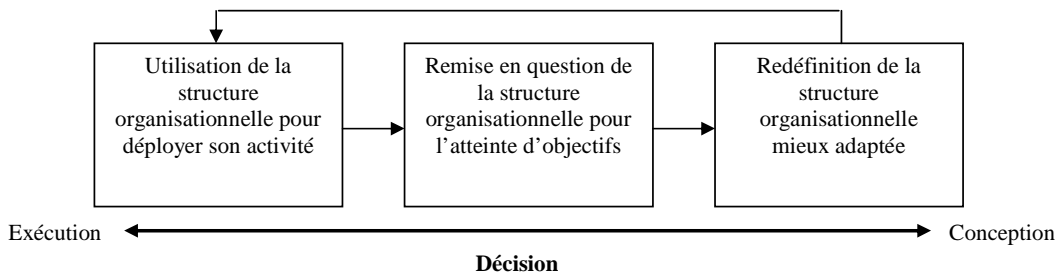 Utilisation de la
structure
organisationnelle pour
déployer son activité
Remise en question de
la structure
organisationnelle pour
l'atteinte d'objectifs
Redéfinition de la
structure
organisationnelle
mieux adaptée
Exécution
Conception
Décision